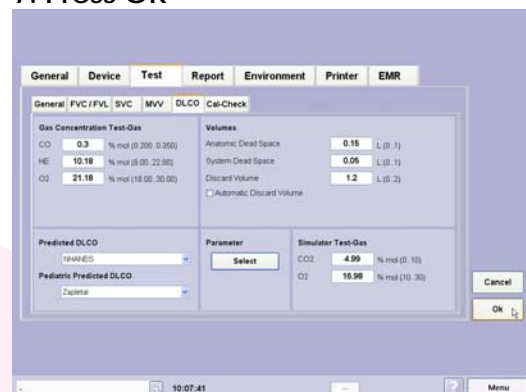 Press OK
General Device Test Report Environment Printer EMR
General FVC / FVL SVC MVV DLCO Cal-Check
Gas Concentration Test-Gas
CO 0.3 % mol (0.200..0.350)
HE 10.18 % mol (8.00..22.00)
O2 21.18 % mol (18.00..30.00)
Volumes
Anatomic Dead Space 0.15 L (0..1)
System Dead Space 0.05 L (0..1)
Discard Volume 1.2 L (0..2)
Automatic Discard Volume
Predicted DLCO
NHANES
Pediatric Predicted DLCO
Zapletal
Parameter
Select
Simulator Test-Gas
CO2 4.99 % mol (0..10)
O2 16.98 % mol (10..30)
Cancel
Ok
10:07:41
? Menu